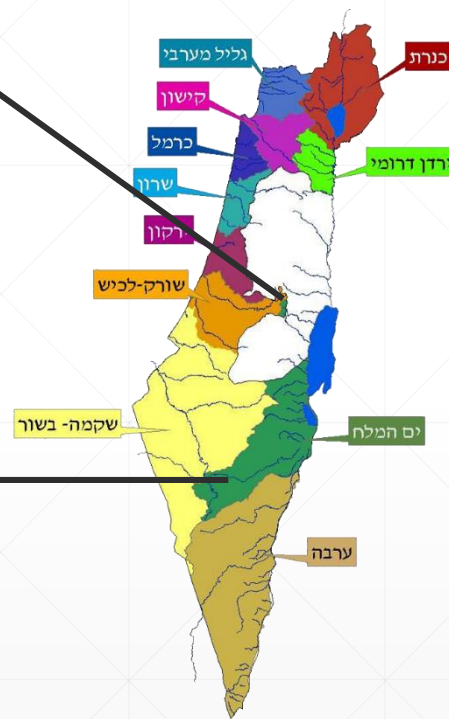 גליל מערבי
כנרת
קישון
כרמל
ירדן דרומי
שרון
ירקון
שורק-לכיש
שקמה- בשור
ים המלח
ערבה